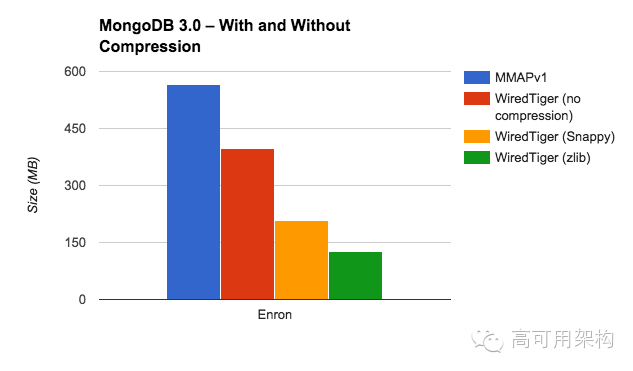 MongoDB 3.0 – With and Without
Compression
600
450
300
150
0
Size (MB)
Enron
MMAPv1
WiredTiger (no
compression)
WiredTiger (Snappy)
WiredTiger (zlib)
高可用架构